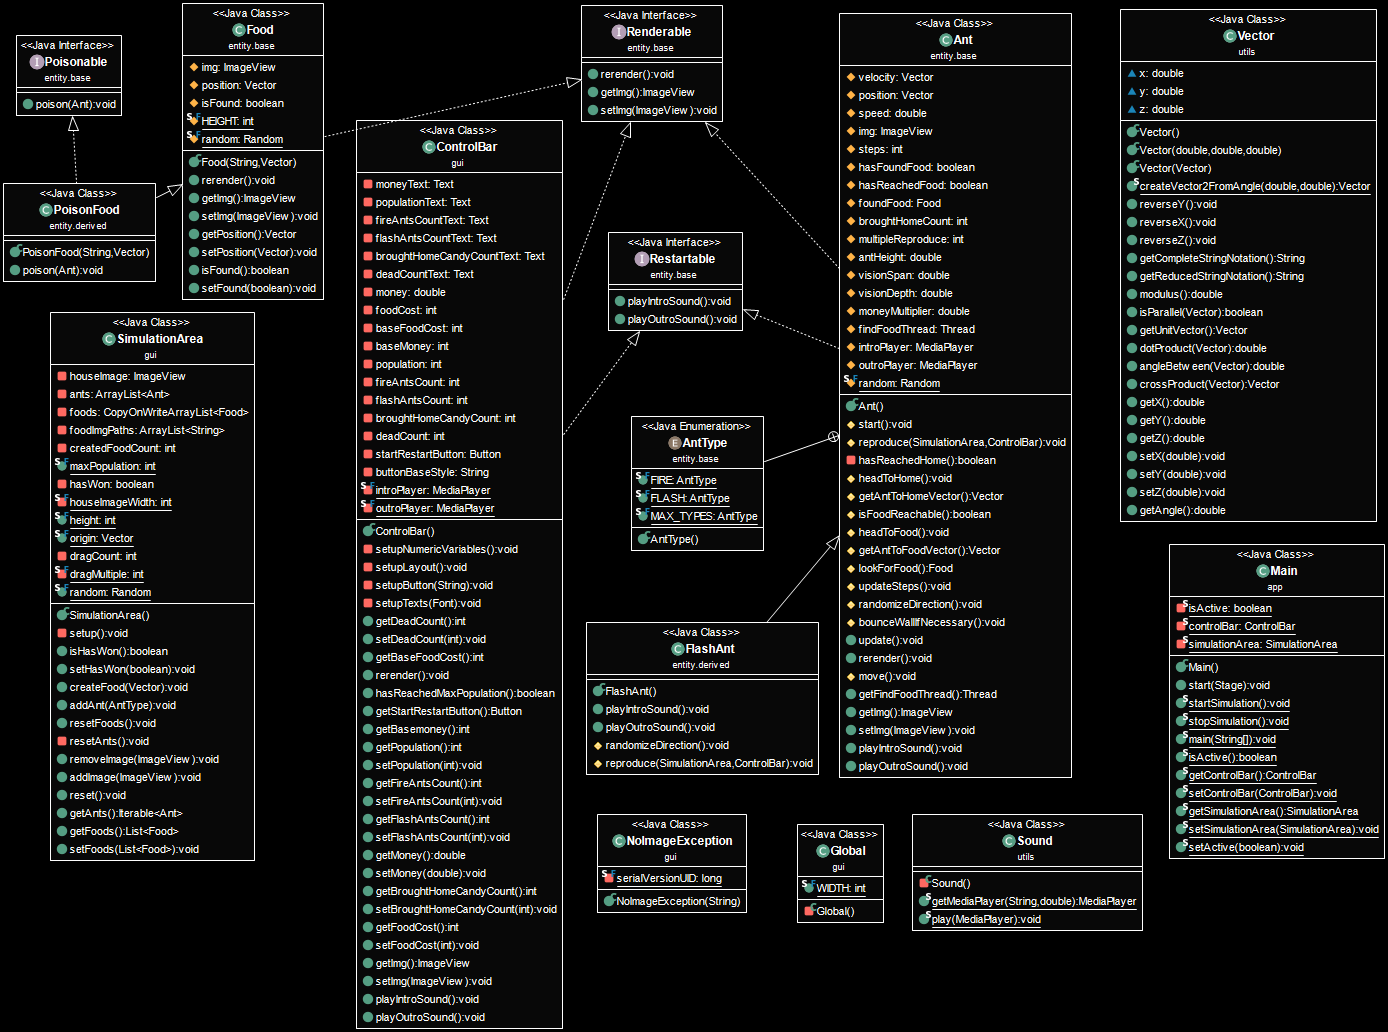 <<Java Interface>>
Poisonable
entity.base
poison(Ant):void
<<Java Class>>
Food
entity.base
img: ImageView
position: Vector
isFound: boolean
HEIGHT: int
random: Random
Food(String,Vector)
rerender():void
getImg():ImageView
setImg(ImageView):void
getPosition():Vector
setPosition(Vector):void
isFound():boolean
setFound(boolean):void
<<Java Class>>
PoisonFood
entity.derived
PoisonFood(String,Vector)
poison(Ant):void
<<Java Class>>
SimulationArea
gui
houseImage: ImageView
ants: ArrayList<Ant>
foods: CopyOnWriteArrayList<Food>
foodImgPaths: ArrayList<String>
createdFoodCount: int
maxPopulation: int
hasWon: boolean
houseImageWidth: int
height: int
origin: Vector
dragCount: int
dragMultiple: int
random: Random
SimulationArea()
setup():void
isHasWon():boolean
setHasWon(boolean):void
createFood(Vector):void
addAnt(AntType):void
resetFoods():void
resetAnts():void
removeImage(ImageView):void
addImage(ImageView):void
reset():void
getAnts():Iterable<Ant>
getFoods():List<Food>
setFoods(List<Food>):void
<<Java Class>>
ControlBar
gui
moneyText: Text
populationText: Text
fireAntsCountText: Text
flashAntsCountText: Text
broughtHomeCandyCountText: Text
deadCountText: Text
money: double
foodCost: int
baseFoodCost: int
baseMoney: int
population: int
fireAntsCount: int
flashAntsCount: int
broughtHomeCandyCount: int
deadCount: int
startRestartButton: Button
buttonBaseStyle: String
introPlayer: MediaPlayer
outroPlayer: MediaPlayer
ControlBar()
setupNumericVariables():void
setupLayout():void
setupButton(String):void
setupTexts(Font):void
getDeadCount():int
setDeadCount(int):void
getBaseFoodCost():int
rerender():void
hasReachedMaxPopulation():boolean
getStartRestartButton():Button
getBasemoney():int
getPopulation():int
setPopulation(int):void
getFireAntsCount():int
setFireAntsCount(int):void
getFlashAntsCount():int
setFlashAntsCount(int):void
getMoney():double
setMoney(double):void
getBroughtHomeCandyCount():int
setBroughtHomeCandyCount(int):void
getFoodCost():int
setFoodCost(int):void
getImg():ImageView
setImg(ImageView):void
playIntroSound():void
playOutroSound():void
<<Java Interface>>
Renderable
entity.base
rerender():void
getImg():ImageView
setImg(ImageView):void
<<Java Interface>>
Restartable
entity.base
playIntroSound():void
playOutroSound():void
<<Java Enumeration>>
AntType
entity.base
FIRE: AntType
FLASH: AntType
MAX_TYPES: AntType
AntType()
<<Java Class>>
FlashAnt
entity.derived
FlashAnt()
playIntroSound():void
playOutroSound():void
randomizeDirection():void
reproduce(SimulationArea,ControlBar):void
<<Java Class>>
NoImageException
gui
serialVersionUID: long
NoImageException(String)
<<Java Class>>
Global
gui
WIDTH: int
Global()
<<Java Class>>
Ant
entity.base
velocity: Vector
position: Vector
speed: double
img: ImageView
steps: int
hasFoundFood: boolean
hasReachedFood: boolean
foundFood: Food
broughtHomeCount: int
multipleReproduce: int
antHeight: double
visionSpan: double
visionDepth: double
moneyMultiplier: double
findFoodThread: Thread
introPlayer: MediaPlayer
outroPlayer: MediaPlayer
random: Random
Ant()
start():void
reproduce(SimulationArea,ControlBar):void
hasReachedHome():boolean
headToHome():void
getAntToHomeVector():Vector
isFoodReachable():boolean
headToFood():void
getAntToFoodVector():Vector
lookForFood():Food
updateSteps():void
randomizeDirection():void
bounceWallIfNecessary():void
update():void
rerender():void
move():void
getFindFoodThread():Thread
getImg():ImageView
setImg(ImageView):void
playIntroSound():void
playOutroSound():void
<<Java Class>>
Sound
utils
Sound()
getMediaPlayer(String,double):MediaPlayer
play(MediaPlayer):void
<<Java Class>>
Vector
utils
x: double
y: double
z: double
Vector()
Vector(double,double,double)
Vector(Vector)
createVector2FromAngle(double,double):Vector
reverseY():void
reverseX():void
reverseZ():void
getCompleteStringNotation():String
getReducedStringNotation():String
modulus():double
isParallel(Vector):boolean
getUnitVector():Vector
dotProduct(Vector):double
angleBetween(Vector):double
crossProduct(Vector):Vector
getX():double
getY():double
getZ():double
setX(double):void
setY(double):void
setZ(double):void
getAngle():double
<<Java Class>>
Main
app
isActive: boolean
controlBar: ControlBar
simulationArea: SimulationArea
Main()
start(Stage):void
startSimulation():void
stopSimulation():void
main(String[]):void
isActive():boolean
getControlBar():ControlBar
setControlBar(ControlBar):void
getSimulationArea():SimulationArea
setSimulationArea(SimulationArea):void
setActive(boolean):void